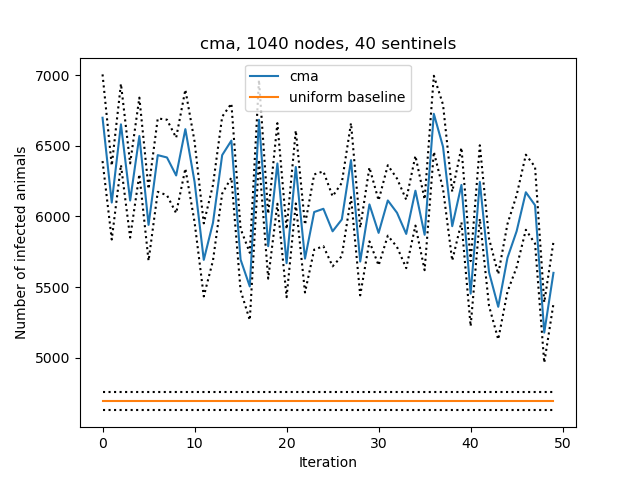 cma, 1040 nodes, 40 sentinels
cma
uniform baseline
Number of infected animals
7000
6500
6000
5500
5000
0 10 20 30 40 50
Iteration